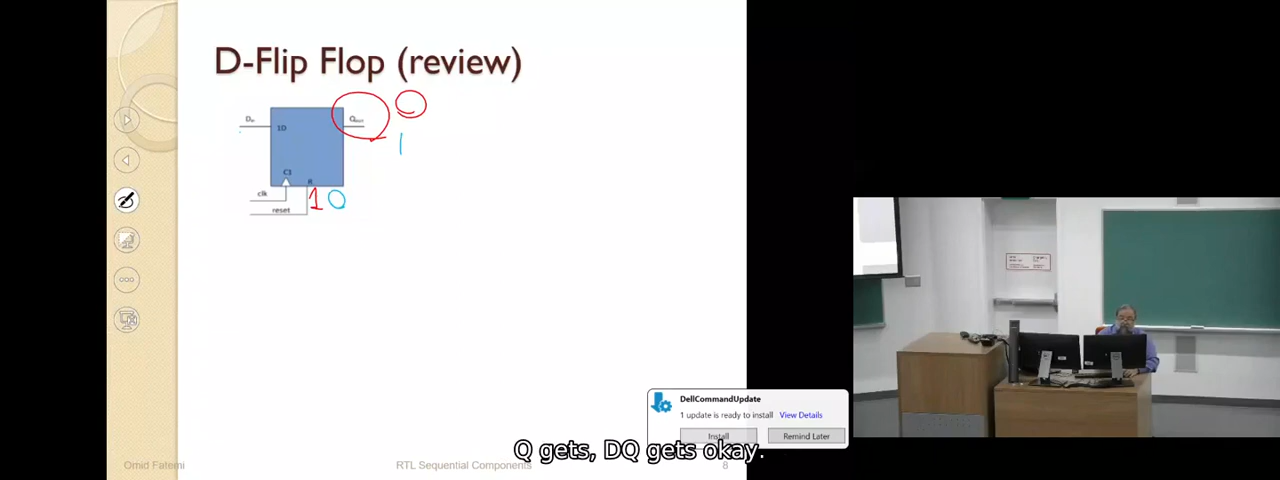 D-Flip Flop (review)
D
Q
0
1D
1
C1
R
clk
1 0
reset
DellCommandUpdate
1 update is ready to install View Details
Install Remind Later
Q gets, DQ gets okay.
Omid Fatemi RTL Sequential Components 8